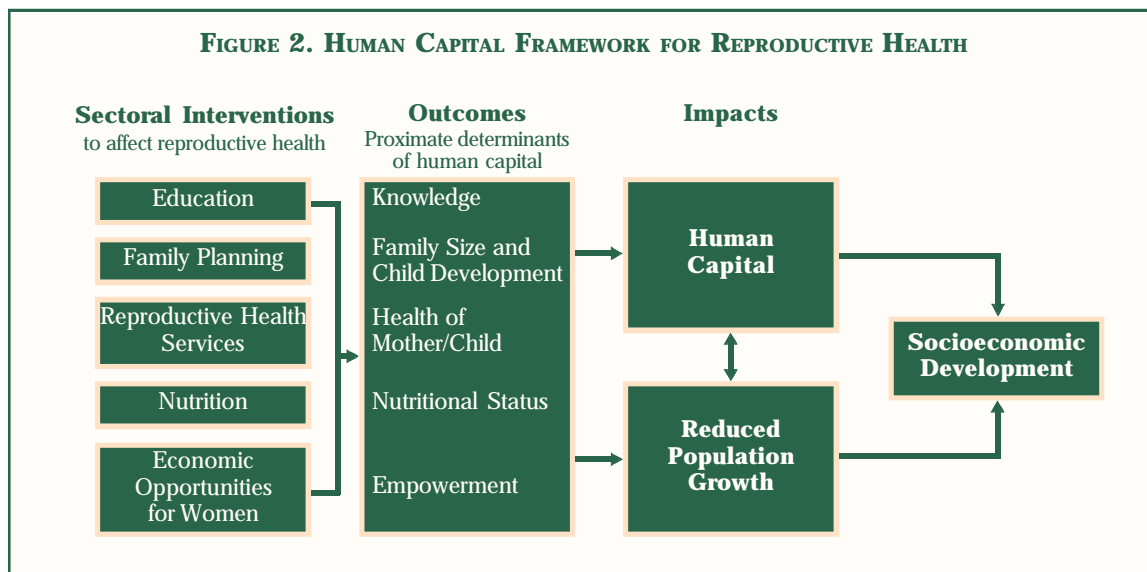 FIGURE 2. HUMAN CAPITAL FRAMEWORK FOR REPRODUCTIVE HEALTH
Sectoral Interventions
to affect reproductive health
Education
Family Planning
Reproductive Health
Services
Nutrition
Economic
Opportunities
for Women
Outcomes
Proximate determinants
of human capital
Knowledge
Family Size and
Child Development
Health of
Mother/Child
Nutritional Status
Empowerment
Impacts
Human
Capital
Reduced
Population
Growth
Socioeconomic
Development